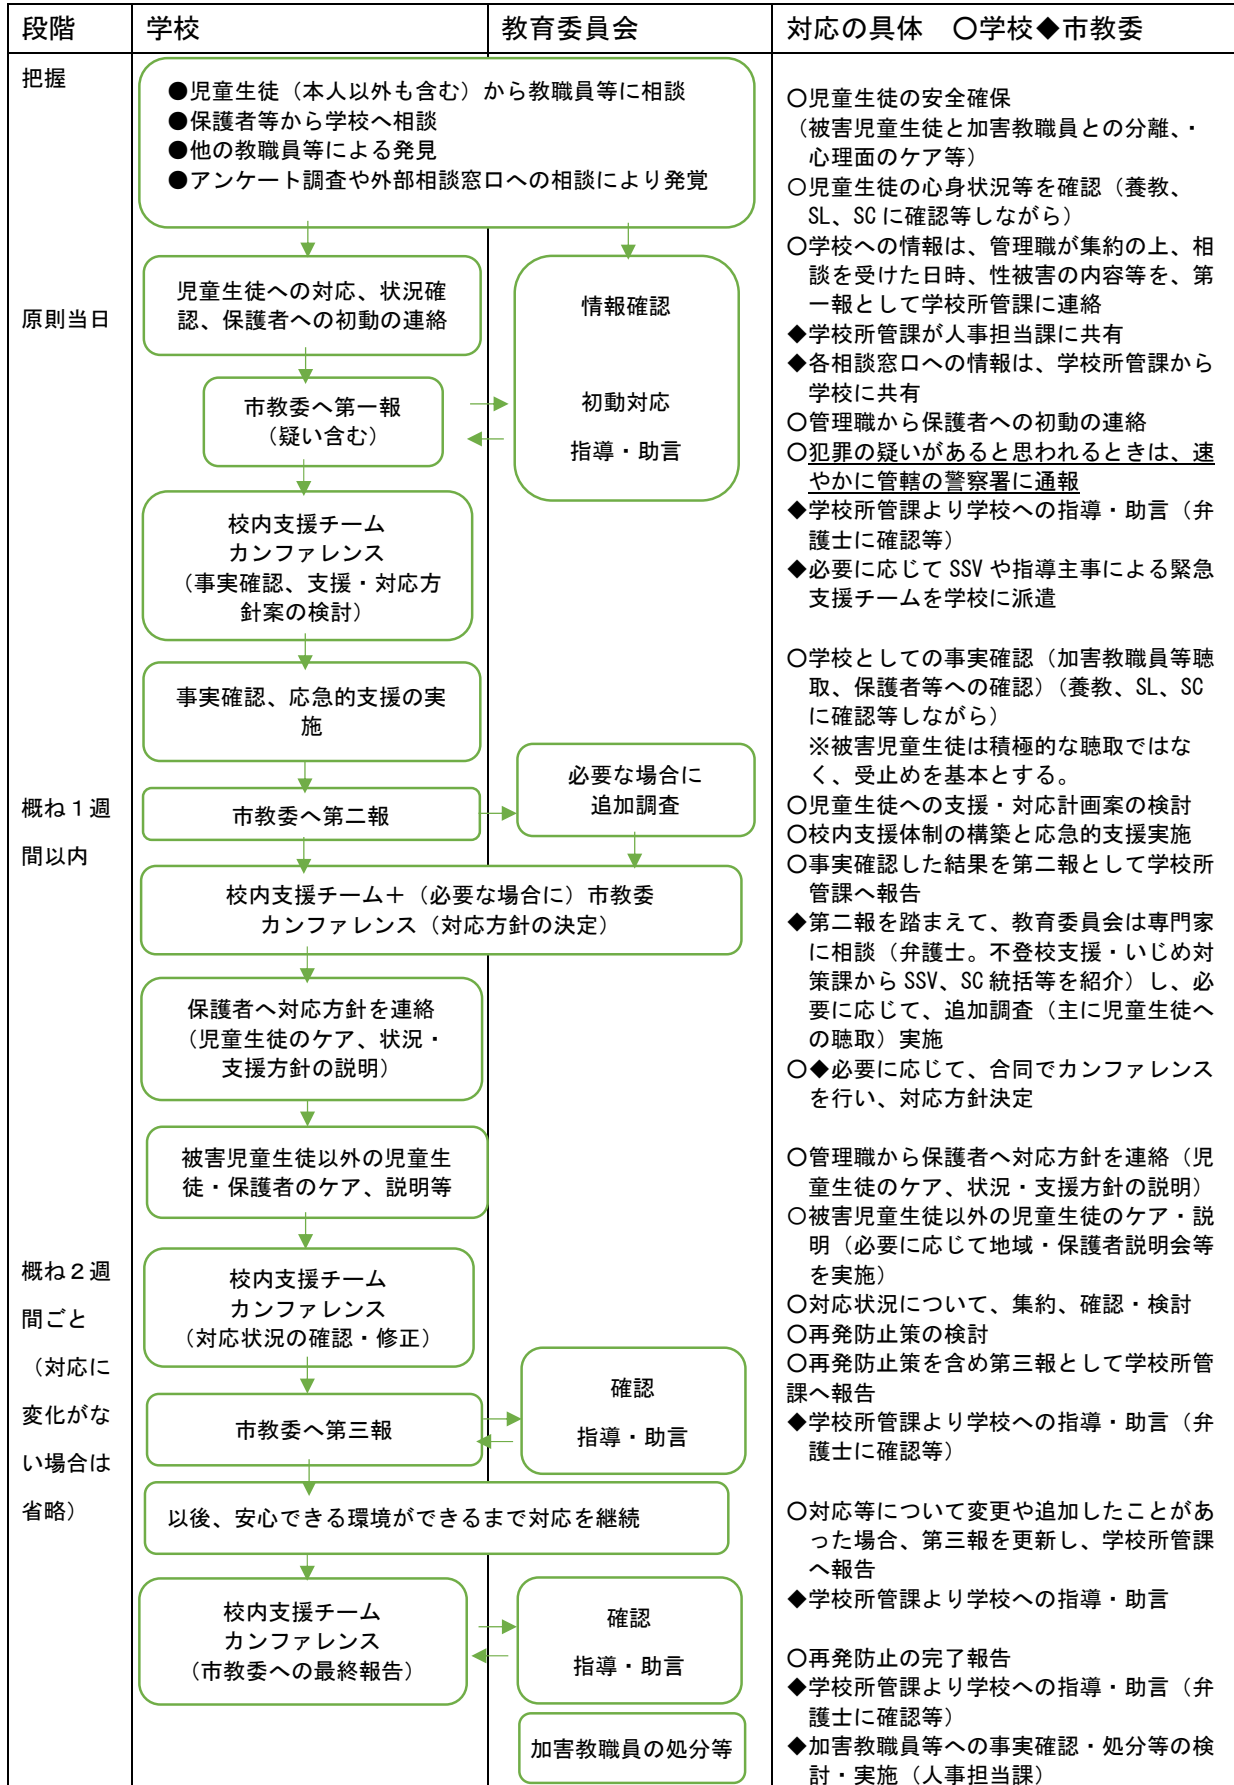 段階
学校
教育委員会
対応の具体　〇学校◆市教委
把握
●児童生徒（本人以外も含む）から教職員等に相談
●保護者等から学校へ相談
●他の教職員等による発見
●アンケート調査や外部相談窓口への相談により発覚
原則当日
児童生徒への対応、状況確
認、保護者への初動の連絡
情報確認
初動対応
指導・助言
市教委へ第一報
（疑い含む）
校内支援チーム
カンファレンス
（事実確認、支援・対応方
針案の検討）
事実確認、応急的支援の実
施
概ね１週
間以内
市教委へ第二報
必要な場合に
追加調査
校内支援チーム＋（必要な場合に）市教委
カンファレンス（対応方針の決定）
保護者へ対応方針を連絡
（児童生徒のケア、状況・
支援方針の説明）
被害児童生徒以外の児童生
徒・保護者のケア、説明等
概ね２週
間ごと
（対応に
変化がな
い場合は
省略）
校内支援チーム
カンファレンス
（対応状況の確認・修正）
市教委へ第三報
確認
指導・助言
以後、安心できる環境ができるまで対応を継続
校内支援チーム
カンファレンス
（市教委への最終報告）
確認
指導・助言
加害教職員の処分等
〇児童生徒の安全確保
（被害児童生徒と加害教職員との分離、・
心理面のケア等）
〇児童生徒の心身状況等を確認（養教、
SL、SCに確認等しながら）
〇学校への情報は、管理職が集約の上、相
談を受けた日時、性被害の内容等を、第
一報として学校所管課に連絡
◆学校所管課が人事担当課に共有
◆各相談窓口への情報は、学校所管課から
学校に共有
〇管理職から保護者への初動の連絡
〇犯罪の疑いがあると思われるときは、速
やかに管轄の警察署に通報
◆学校所管課より学校への指導・助言（弁
護士に確認等）
◆必要に応じてSSVや指導主事による緊急
支援チームを学校に派遣
〇学校としての事実確認（加害教職員等聴
取、保護者等への確認）（養教、SL、SC
に確認等しながら）
※被害児童生徒は積極的な聴取ではな
く、受止めを基本とする。
〇児童生徒への支援・対応計画案の検討
〇校内支援体制の構築と応急的支援実施
〇事実確認した結果を第二報として学校所
管課へ報告
◆第二報を踏まえて、教育委員会は専門家
に相談（弁護士。不登校支援・いじめ対
策課からSSV、SC統括等を紹介）し、必
要に応じて、追加調査（主に児童生徒へ
の聴取）実施
〇◆必要に応じて、合同でカンファレンス
を行い、対応方針決定
〇管理職から保護者へ対応方針を連絡（児
童生徒のケア、状況・支援方針の説明）
〇被害児童生徒以外の児童生徒のケア・説
明（必要に応じて地域・保護者説明会等
を実施）
〇対応状況について、集約、確認・検討
〇再発防止策の検討
〇再発防止策を含め第三報として学校所管
課へ報告
◆学校所管課より学校への指導・助言（弁
護士に確認等）
〇対応等について変更や追加したことがあ
った場合、第三報を更新し、学校所管課
へ報告
◆学校所管課より学校への指導・助言
〇再発防止の完了報告
◆学校所管課より学校への指導・助言（弁
護士に確認等）
◆加害教職員等への事実確認・処分等の検
討・実施（人事担当課）